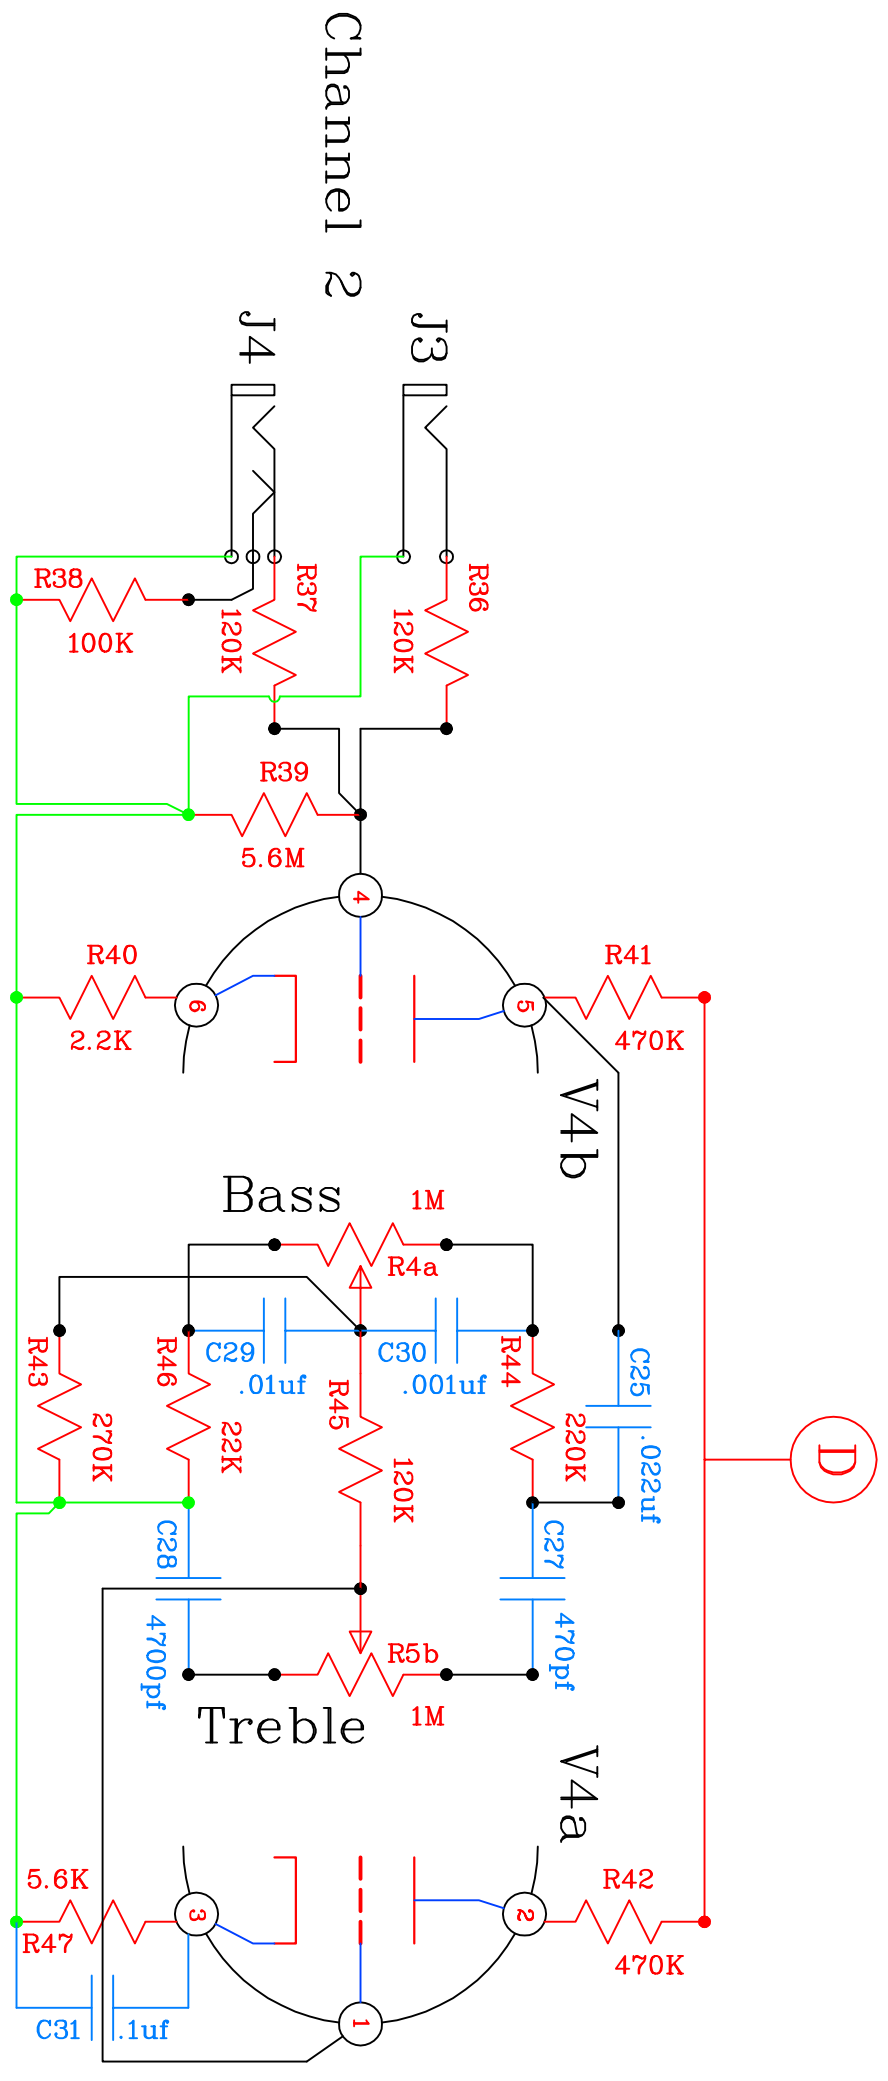 Channel 2
J4
J3
R38
100K
R37
120K
R36
120K
R39
5.6M
4
R40
2.2K
6
5
R41
470K
V4b
Bass
1M
R4a
C29
.01uf
C30
.001uf
R43
270K
R46
22K
R45
120K
R44
220K
C25
.022uf
D
C28
4700pf
C27
470pf
R5b
1M
Treble
V4a
5.6K
R47
3
2
R42
470K
C31
.1uf
1